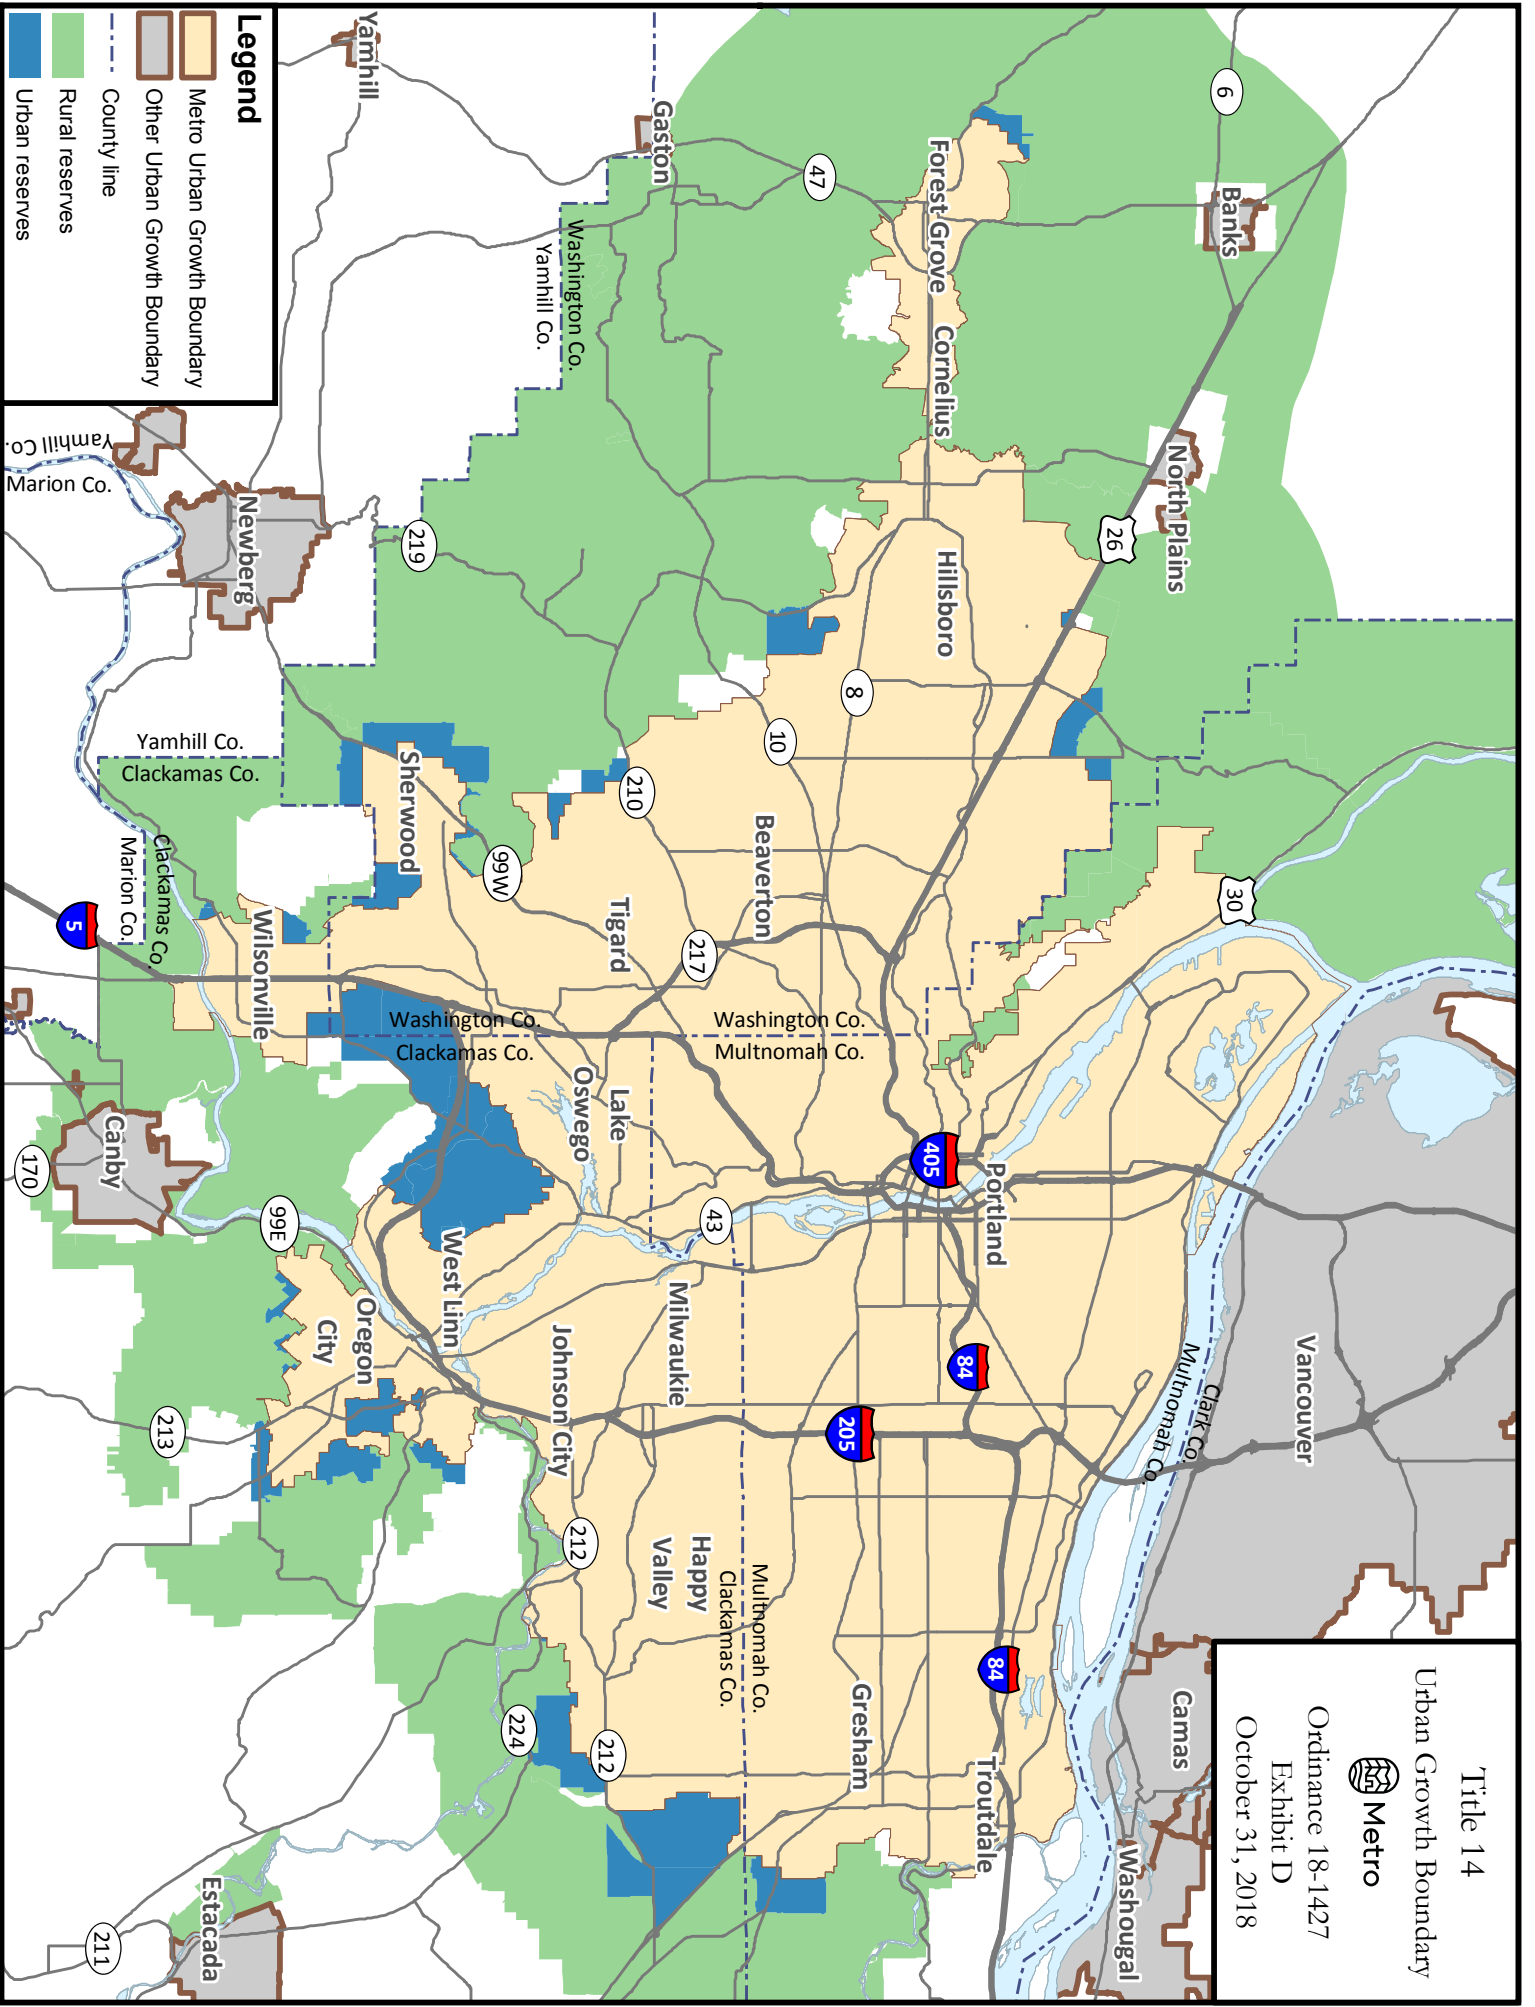 Title 14
Urban Growth Boundary
Metro
Ordinance 18-1427
Exhibit D
October 31, 2018
6
Banks
North Plains
26
30
Vancouver
Clark Co.
Multnomah Co.
Camas
Washougal
47
Forest Grove
Cornelius
Hillsboro
8
10
Beaverton
217
Washington Co.
Multnomah Co.
405
Portland
84
205
84
Gresham
Troutdale
Yamhill
Gaston
Washington Co.
Yamhill Co.
219
210
Tigard
99W
Sherwood
Washington Co.
Clackamas Co.
Lake
Oswego
43
Milwaukie
Johnson City
Multnomah Co.
Clackamas Co.
Happy
Valley
212
212
224
West Linn
Oregon
City
Wilsonville
Newberg
Yamhill Co.
Marion Co.
Yamhill Co.
Clackamas Co.
Clackamas Co.
Marion Co.
5
Canby
170
99E
213
211
Estacada
Legend
Metro Urban Growth Boundary
Other Urban Growth Boundary
County line
Rural reserves
Urban reserves